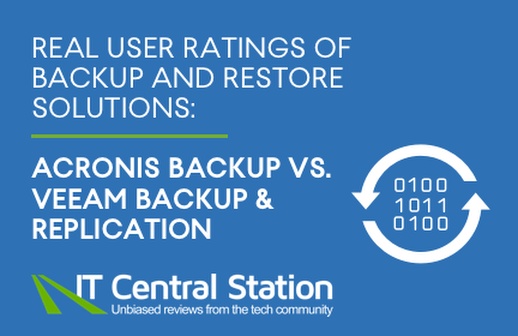 REAL USER RATINGS OF
BACKUP AND RESTORE
SOLUTIONS:
ACRONIS BACKUP VS.
VEEAM BACKUP &
REPLICATION
0100
1011
0100
IT Central Station
Unbiased reviews from the tech community